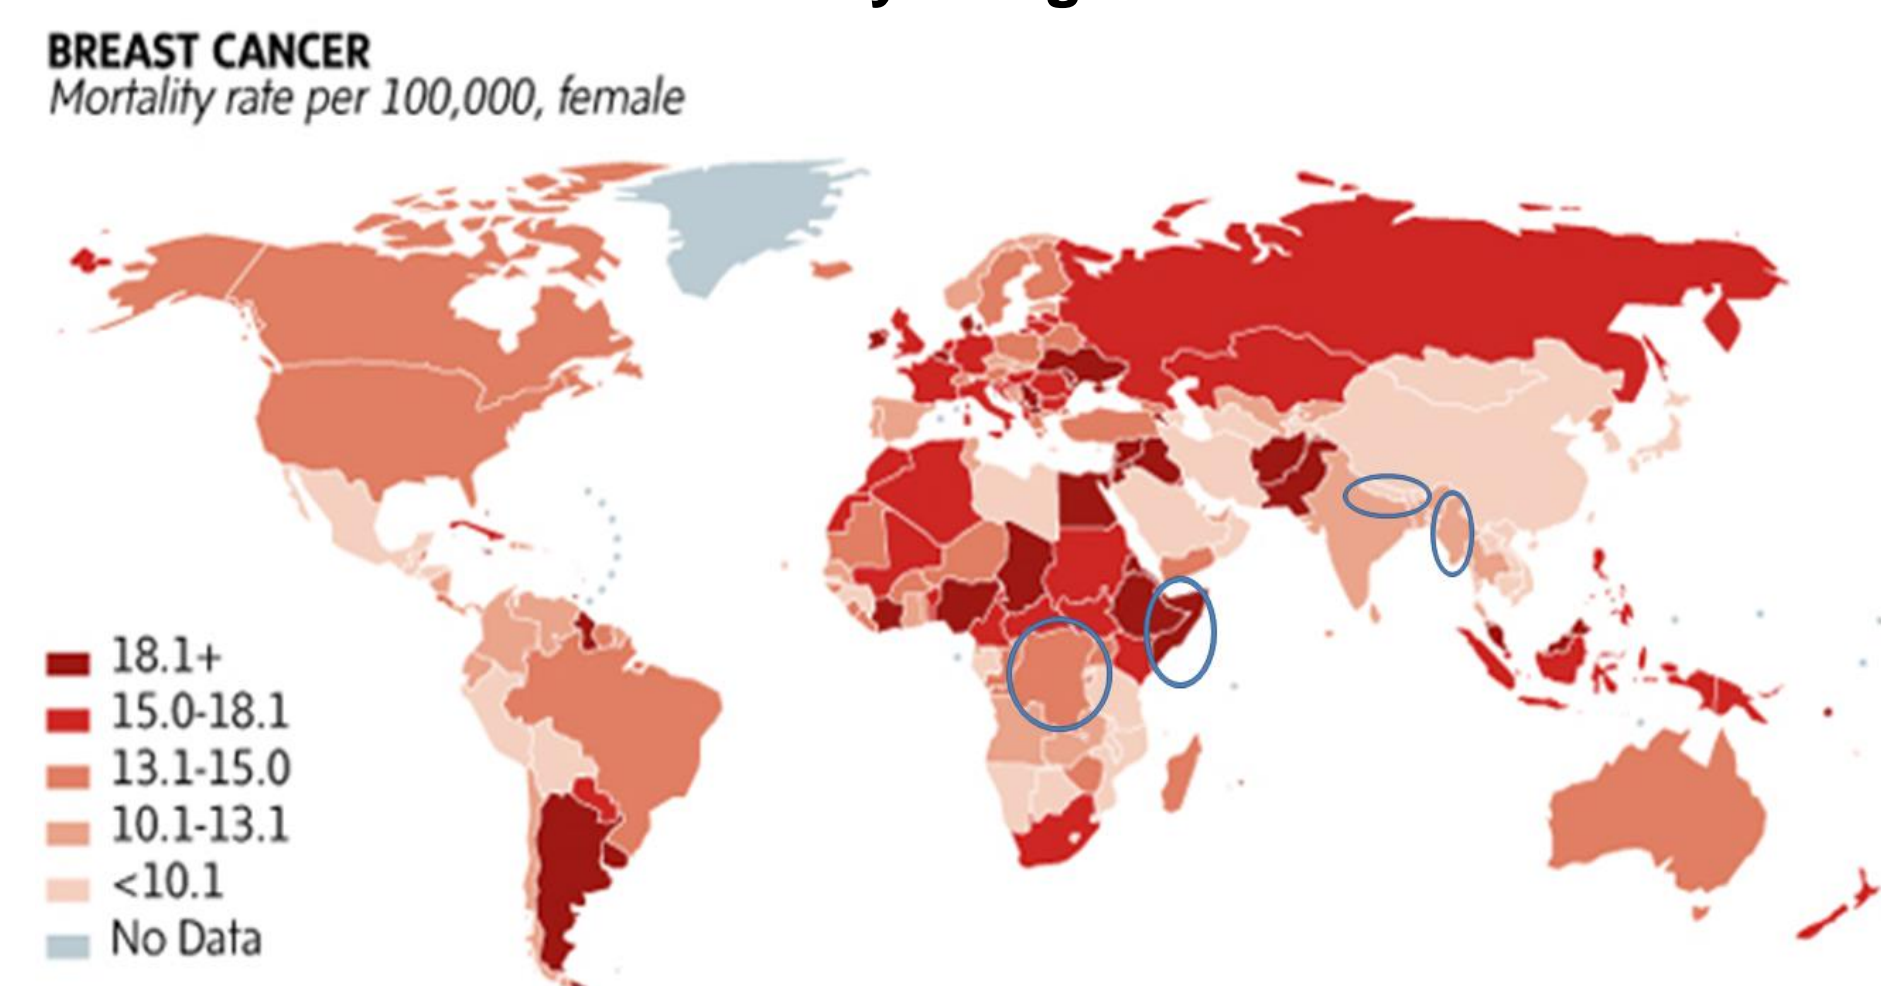 BREAST CANCER
Mortality rate per 100,000, female
18.1+
15.0-18.1
13.1-15.0
10.1-13.1
<10.1
No Data